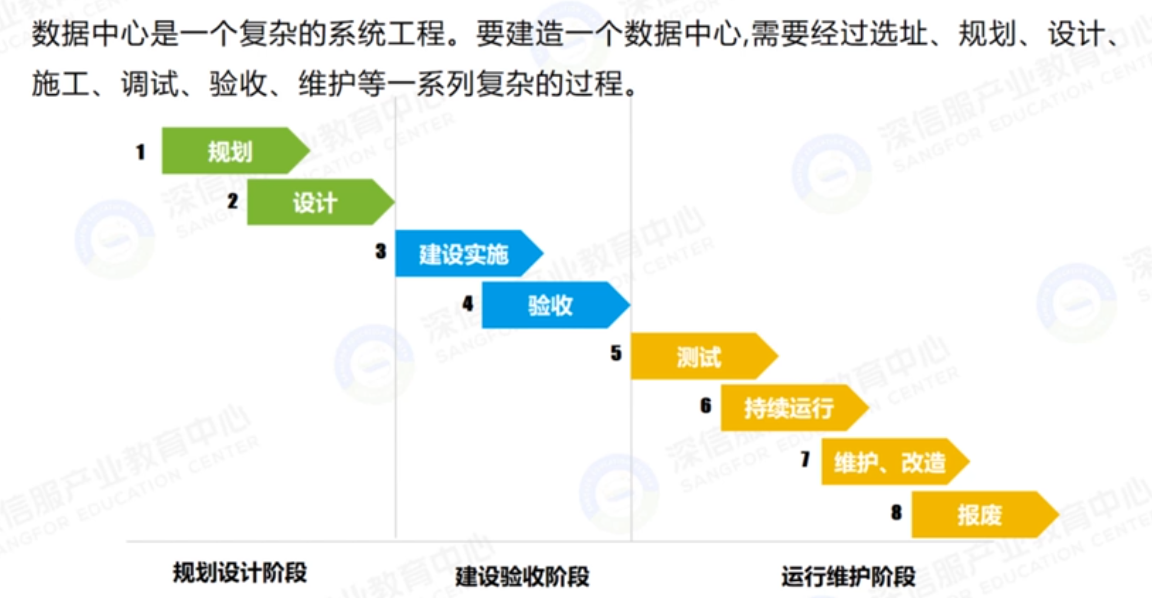 数据中心是一个复杂的系统工程。要建造一个数据中心,需要经过选址、规划、设计、
施工、调试、验收、维护等一系列复杂的过程。
1 规划
2 设计
3 建设实施
4 验收
5 测试
6 持续运行
7 维护、改造
8 报废
规划设计阶段 建设验收阶段 运行维护阶段
深信服产业教育中心
SANGFOR EDUCATION CENTER